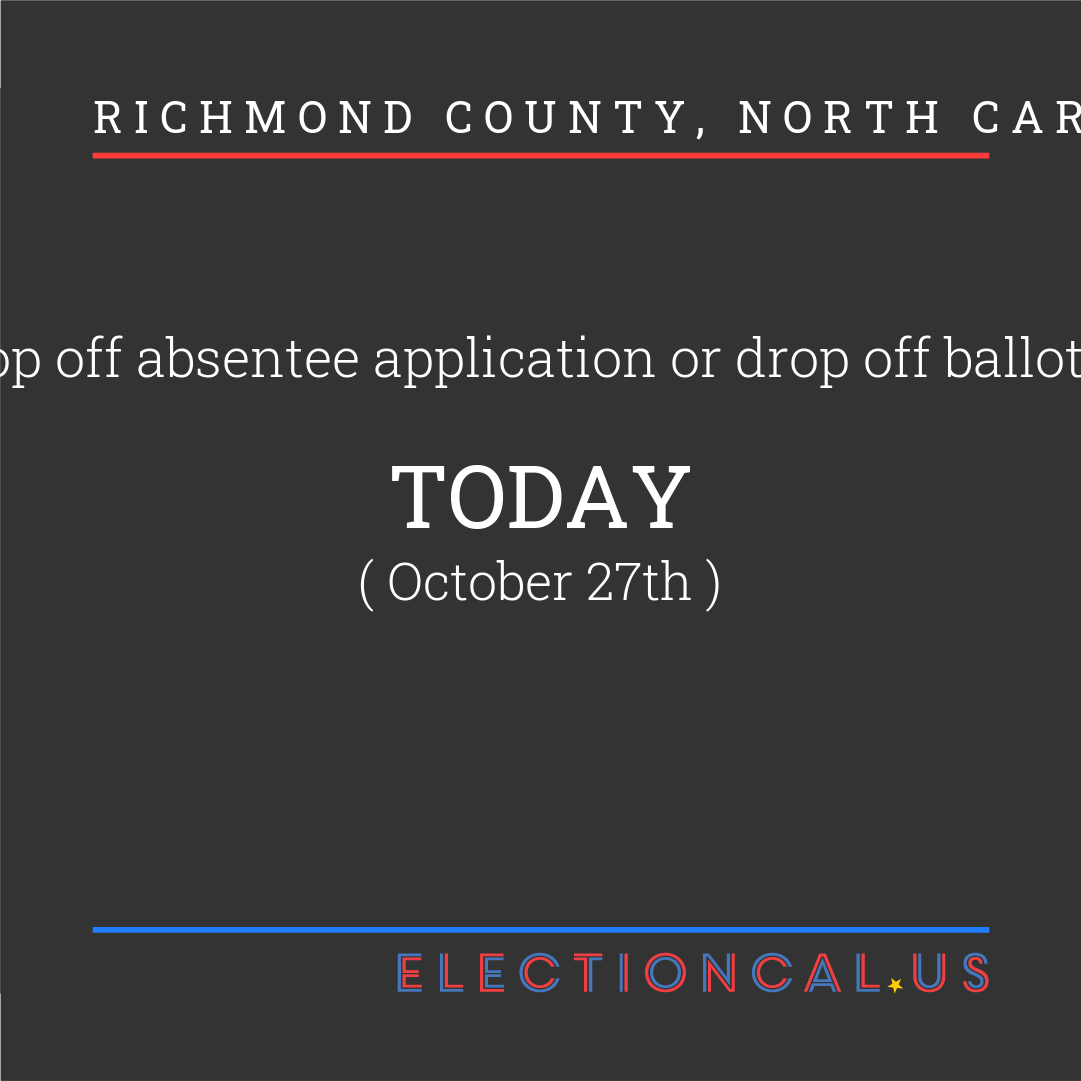 RICHMOND COUNTY, NORTH CAR
op off absentee application or drop off ballot
TODAY
( October 27th )
ELECTIONCAL.US